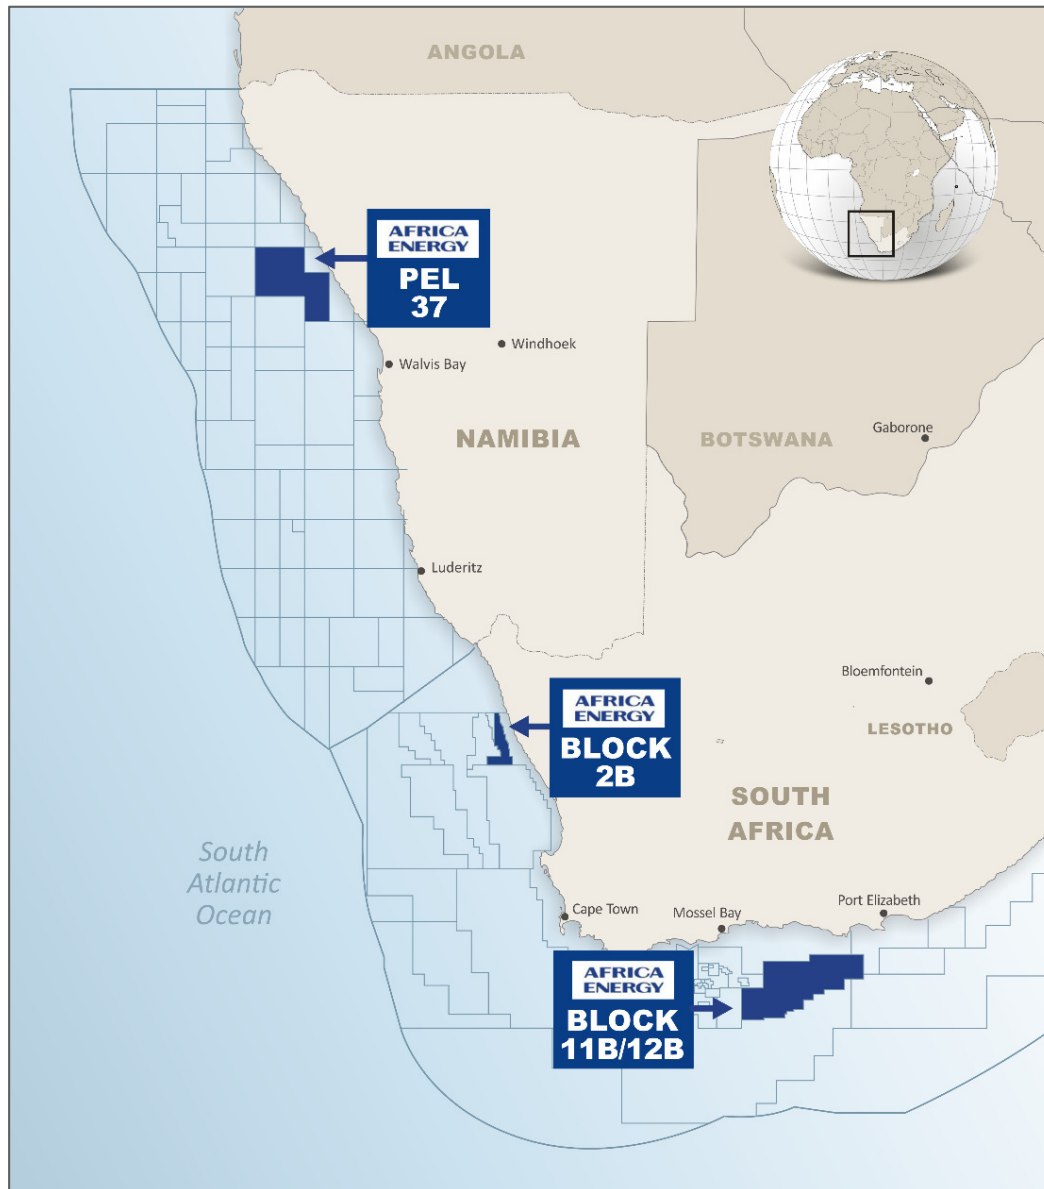 ANGOLA
AFRICA
ENERGY
PEL
37
Windhoek
Walvis Bay
NAMIBIA
BOTSWANA
Gaborone
Luderitz
Bloemfontein
LESOTHO
AFRICA
ENERGY
BLOCK
2B
SOUTH
AFRICA
South
Atlantic
Ocean
Cape Town
Mossel Bay
Port Elizabeth
AFRICA
ENERGY
BLOCK
11B/12B